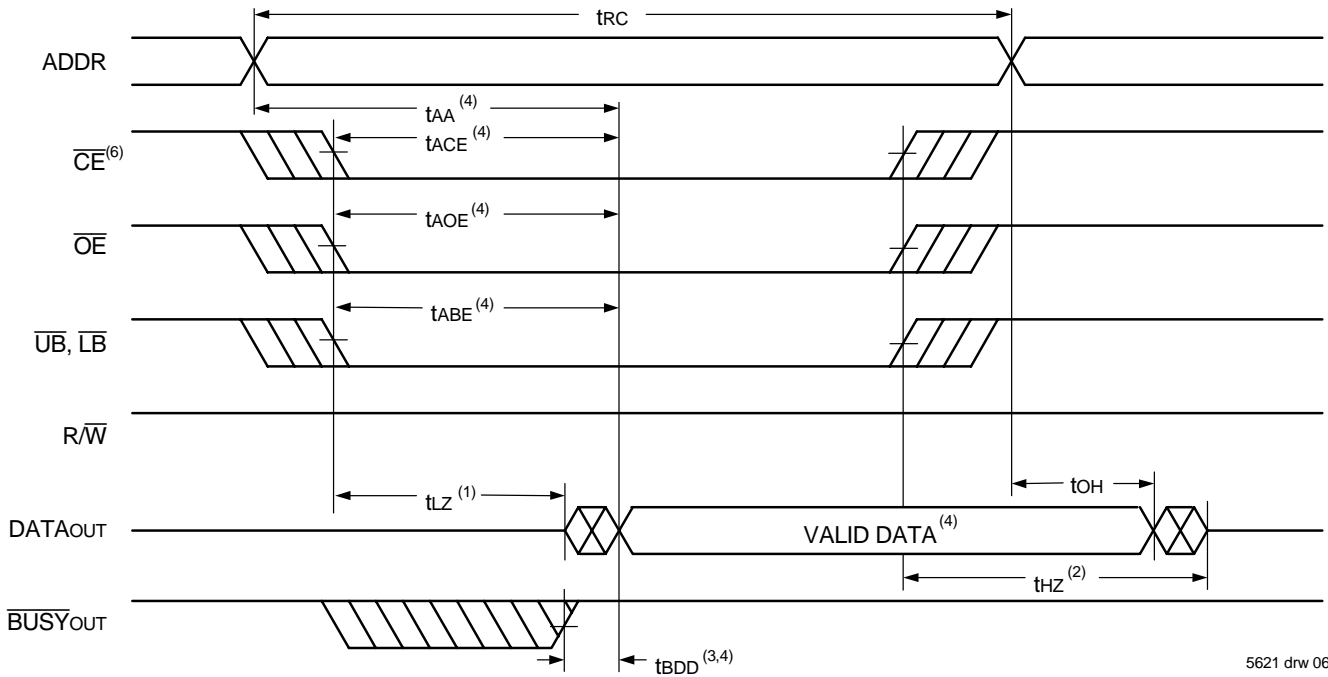 tRC
ADDR
tAA (4)
CE(6)
tACE (4)
OE
tAOE (4)
UB, LB
tABE (4)
R/W
tLZ (1)
tOH
DATAOUT
VALID DATA(4)
tHZ (2)
BUSYOUT
tBDD (3,4)
5621 drw 06